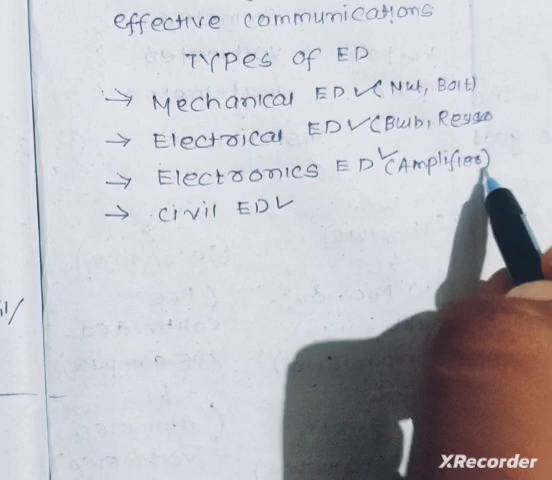 effective communications
Types of ED
→ Mechanical ED ✓ (Nut, Bolt)
→ Electrical ED ✓ (Bulb,
→ Electronics ED ✓ (Amplifier)
→ Civil ED ✓
XRecorder